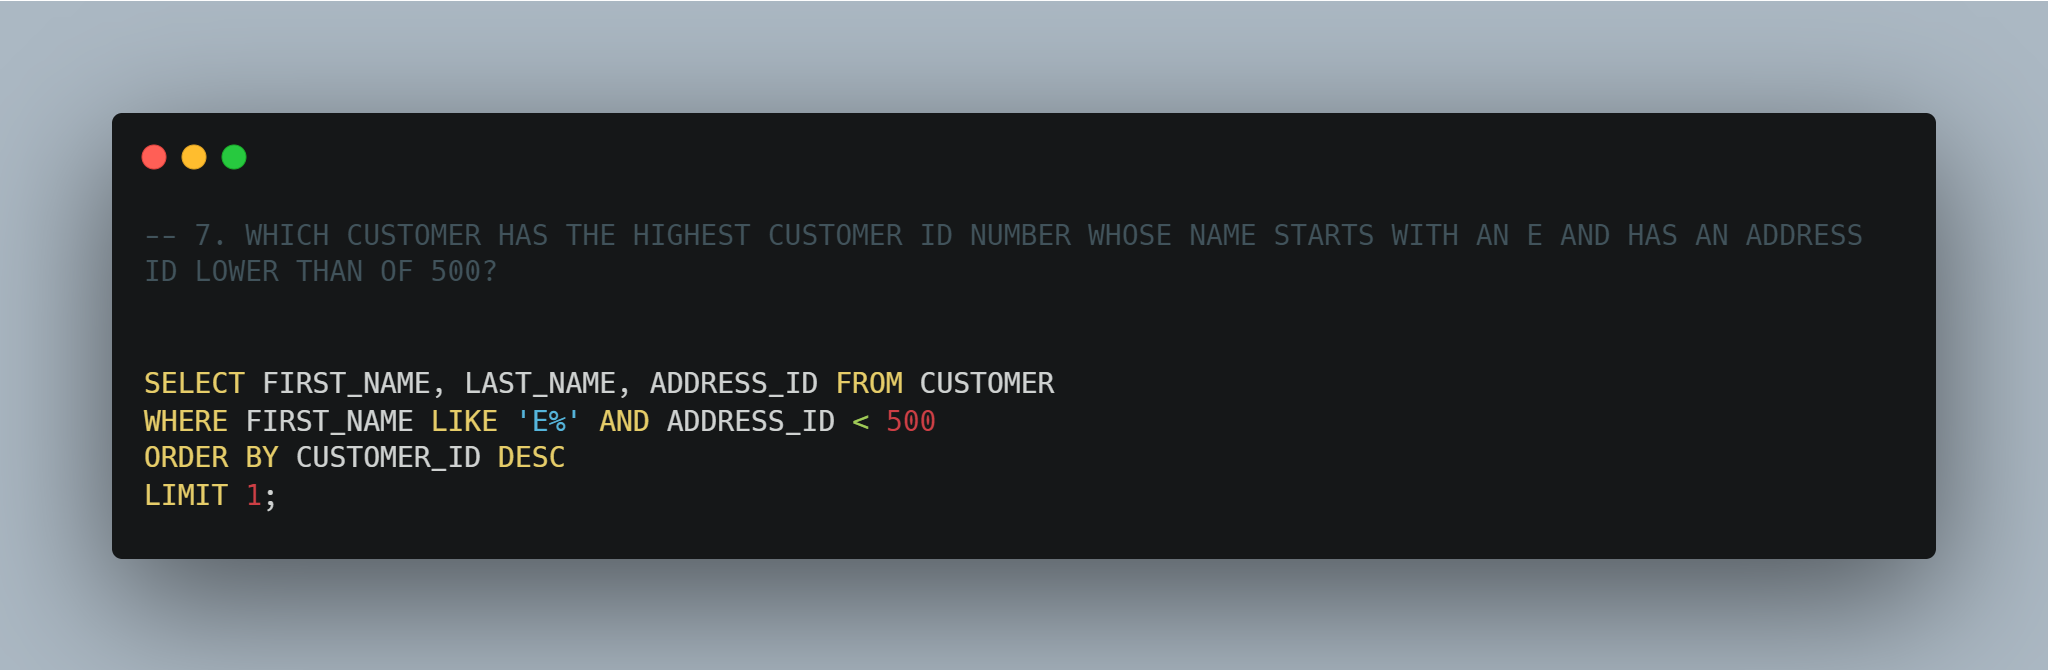 -- 7. WHICH CUSTOMER HAS THE HIGHEST CUSTOMER ID NUMBER WHOSE NAME STARTS WITH AN E AND HAS AN ADDRESS
ID LOWER THAN OF 500?
SELECT FIRST_NAME, LAST_NAME, ADDRESS_ID FROM CUSTOMER
WHERE FIRST_NAME LIKE 'E%' AND ADDRESS_ID < 500
ORDER BY CUSTOMER_ID DESC
LIMIT 1;